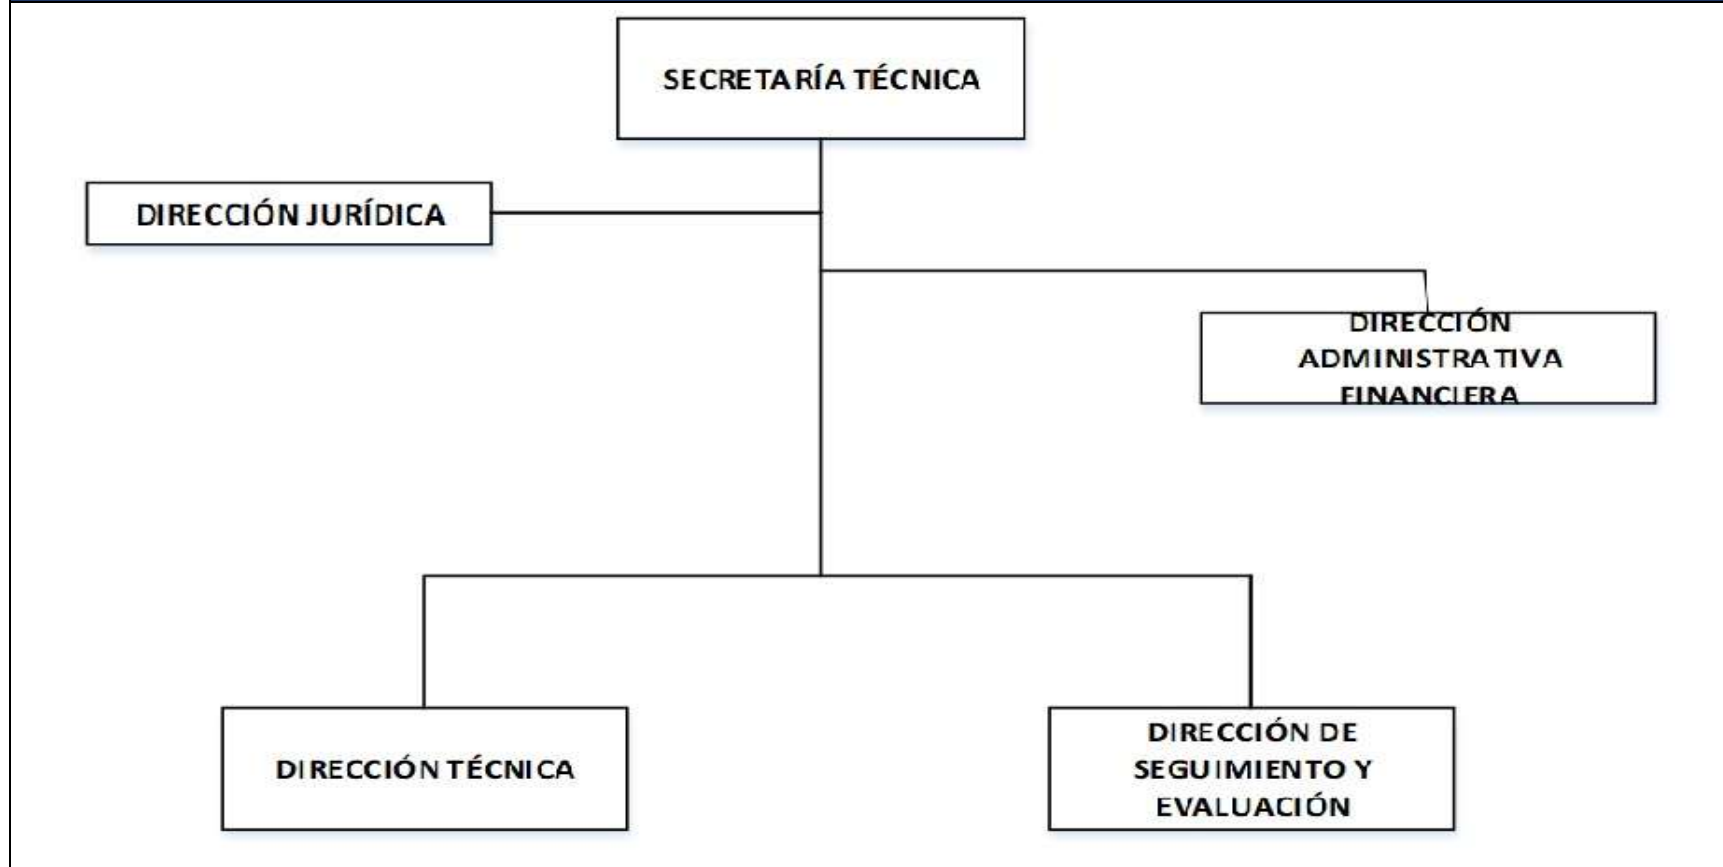 SECRETARÍA TÉCNICA
DIRECCIÓN JURÍDICA
DIRECCIÓN
ADMINISTRATIVA
FINANCIERA
DIRECCIÓN TÉCNICA
DIRECCIÓN DE
SEGUIMIENTO Y
EVALUACIÓN